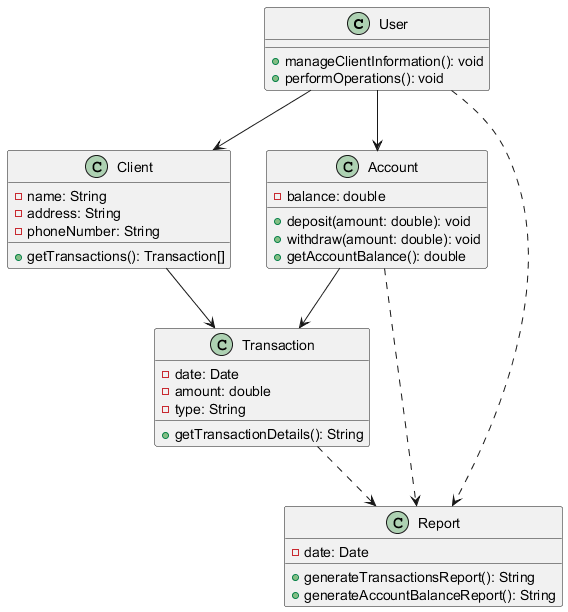 C User
manageClientInformation(): void
performOperations(): void
C Client
name: String
address: String
phoneNumber: String
getTransactions(): Transaction[]
C Account
balance: double
deposit(amount: double): void
withdraw(amount: double): void
getAccountBalance(): double
C Transaction
date: Date
amount: double
type: String
getTransactionDetails(): String
C Report
date: Date
generateTransactionsReport(): String
generateAccountBalanceReport(): String